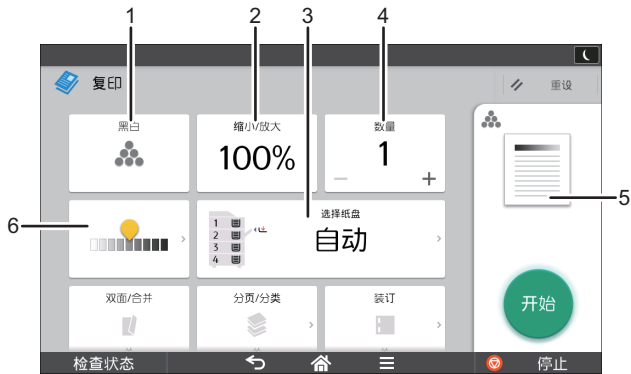 1 2 3 4
复印
重设
黑白 缩小/放大 数量
100% 1
− +
5
6
选择纸盘
自动
1
2
3
4
双面/合并 分页/分类 装订
开始
检查状态 停止